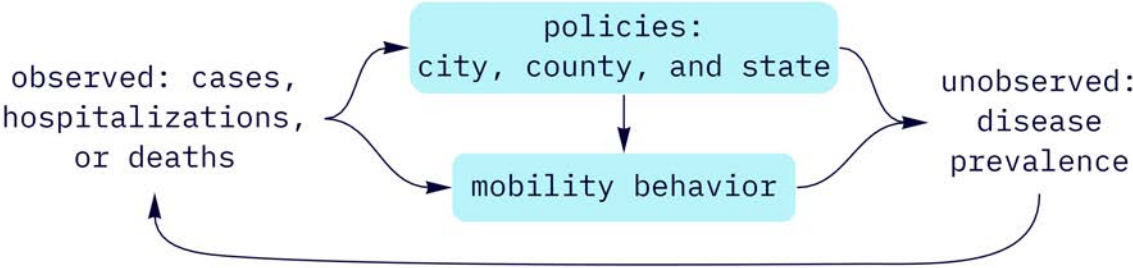 observed: cases,
hospitalizations,
or deaths
policies:
city, county, and state
mobility behavior
unobserved:
disease
prevalence